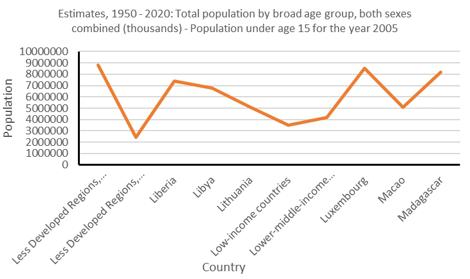 Estimates, 1950 - 2020: Total population by broad age group, both sexes
combined (thousands) - Population under age 15 for the year 2005
10000000
9000000
8000000
7000000
6000000
5000000
4000000
3000000
2000000
1000000
0
Population
Less Developed Regions,...
Less Developed Regions,...
Liberia
Libya
Lithuania
Low-income countries
Lower-middle-income...
Luxembourg
Macao
Madagascar
Country